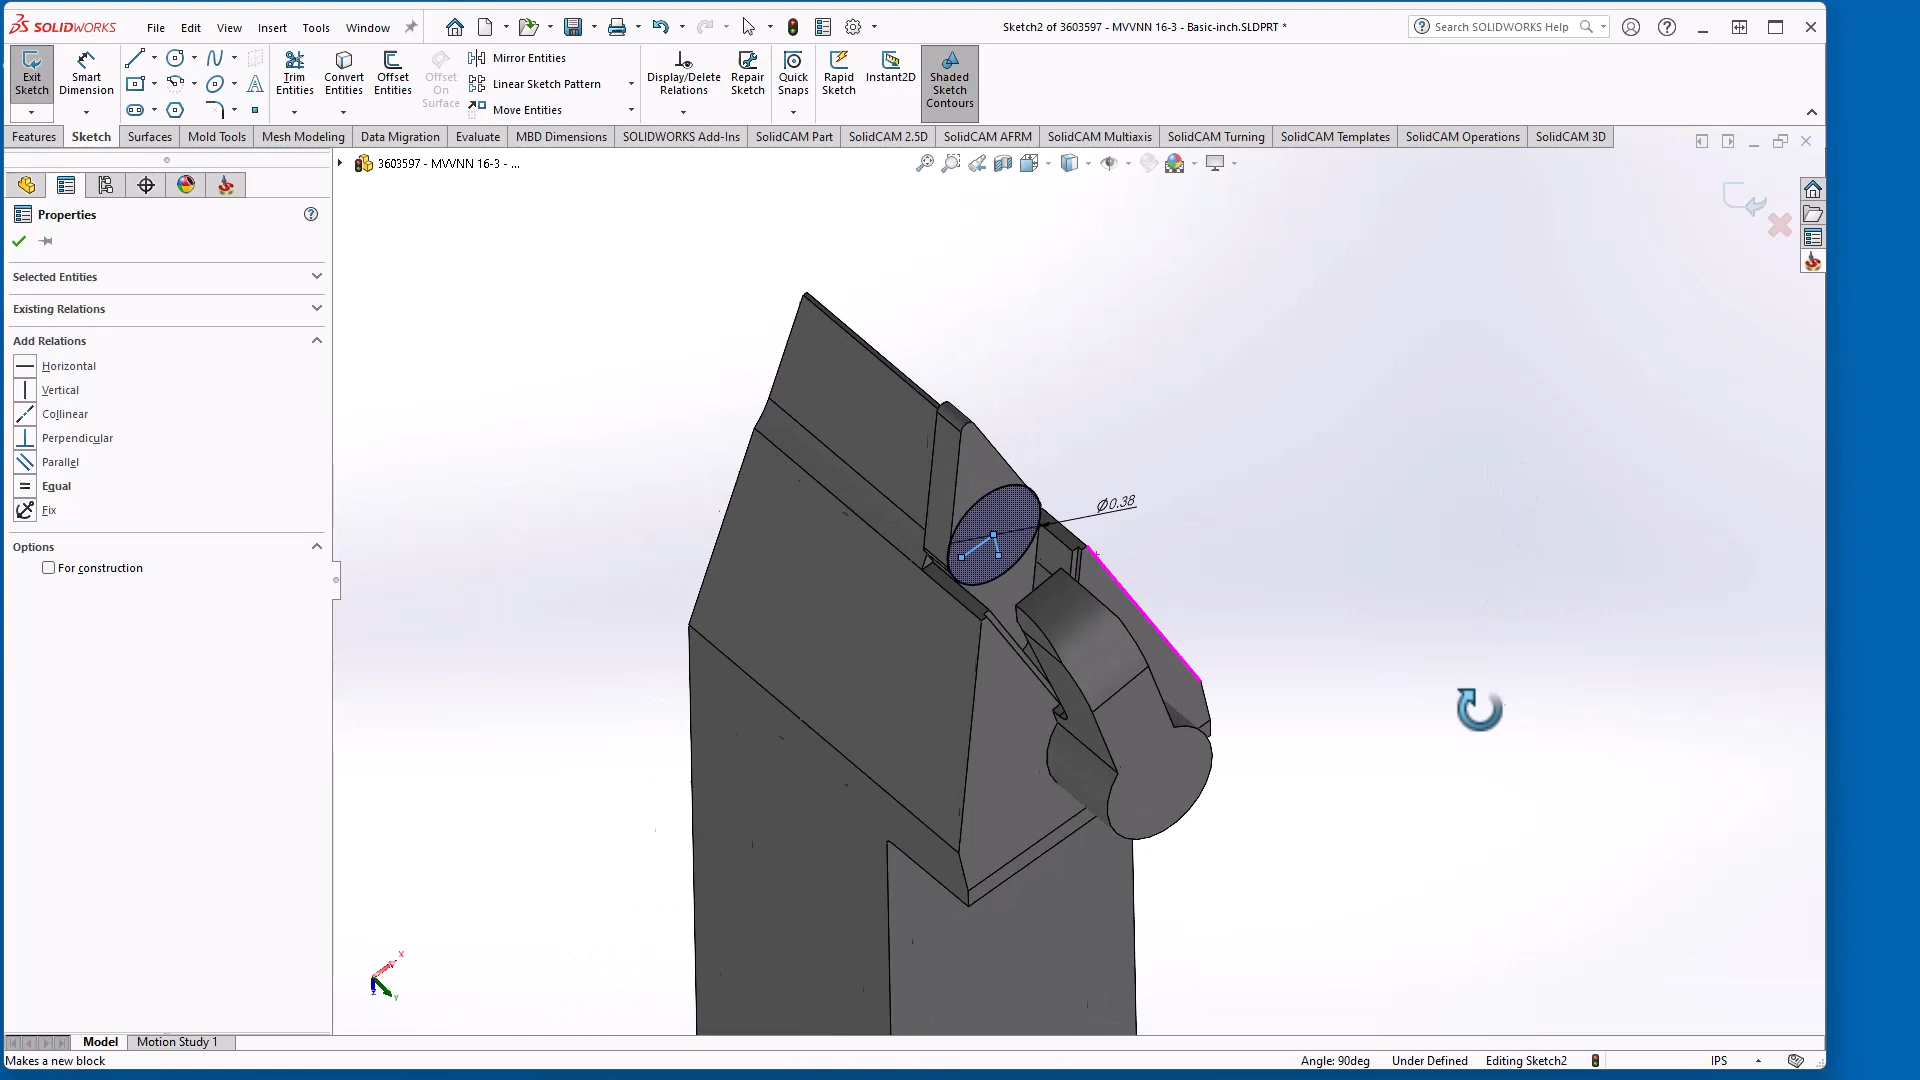 SOLIDWORKS
File Edit View Insert Tools Window
Sketch2 of 3603597 - MVVNN 16-3 - Basic-inch.SLDPRT *
Search SOLIDWORKS Help
Exit Sketch
Smart Dimension
Trim Entities
Convert Entities
Offset Entities
Offset On Surface
Mirror Entities
Linear Sketch Pattern
Move Entities
Display/Delete Relations
Repair Sketch
Quick Snaps
Rapid Sketch
Instant2D
Shaded Sketch Contours
Features Sketch Surfaces Mold Tools Mesh Modeling Data Migration Evaluate MBD Dimensions SOLIDWORKS Add-Ins SolidCAM Part SolidCAM 2.5D SolidCAM AFRM SolidCAM Multiaxis SolidCAM Turning SolidCAM Templates SolidCAM Operations SolidCAM 3D
3603597 - MVVNN 16-3 - ...
Properties
Selected Entities
Existing Relations
Add Relations
Horizontal
Vertical
Collinear
Perpendicular
Parallel
Equal
Fix
Options
For construction
Ø0.38
X
Y
Z
Model Motion Study 1
Makes a new block
Angle: 90deg Under Defined Editing Sketch2 IPS